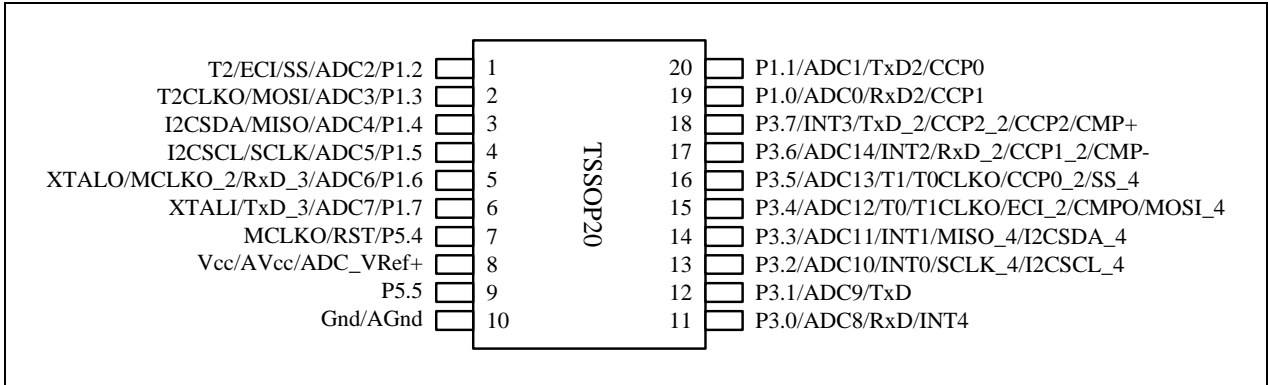 T2/ECI/SS/ADC2/P1.2 1 20 P1.1/ADC1/TxD2/CCP0
T2CLKO/MOSI/ADC3/P1.3 2 19 P1.0/ADC0/RxD2/CCP1
I2CSDA/MISO/ADC4/P1.4 3 18 P3.7/INT3/TxD_2/CCP2_2/CCP2/CMP+
I2CSCL/SCLK/ADC5/P1.5 4 17 P3.6/ADC14/INT2/RxD_2/CCP1_2/CMP-
XTALO/MCLKO_2/RxD_3/ADC6/P1.6 5 16 P3.5/ADC13/T1/T0CLKO/CCP0_2/SS_4
XTALI/TxD_3/ADC7/P1.7 6 15 P3.4/ADC12/T0/T1CLKO/ECI_2/CMPO/MOSI_4
MCLKO/RST/P5.4 7 14 P3.3/ADC11/INT1/MISO_4/I2CSDA_4
Vcc/AVcc/ADC_VRef+ 8 13 P3.2/ADC10/INT0/SCLK_4/I2CSCL_4
P5.5 9 12 P3.1/ADC9/TxD
Gnd/AGnd 10 11 P3.0/ADC8/RxD/INT4
TSSOP20